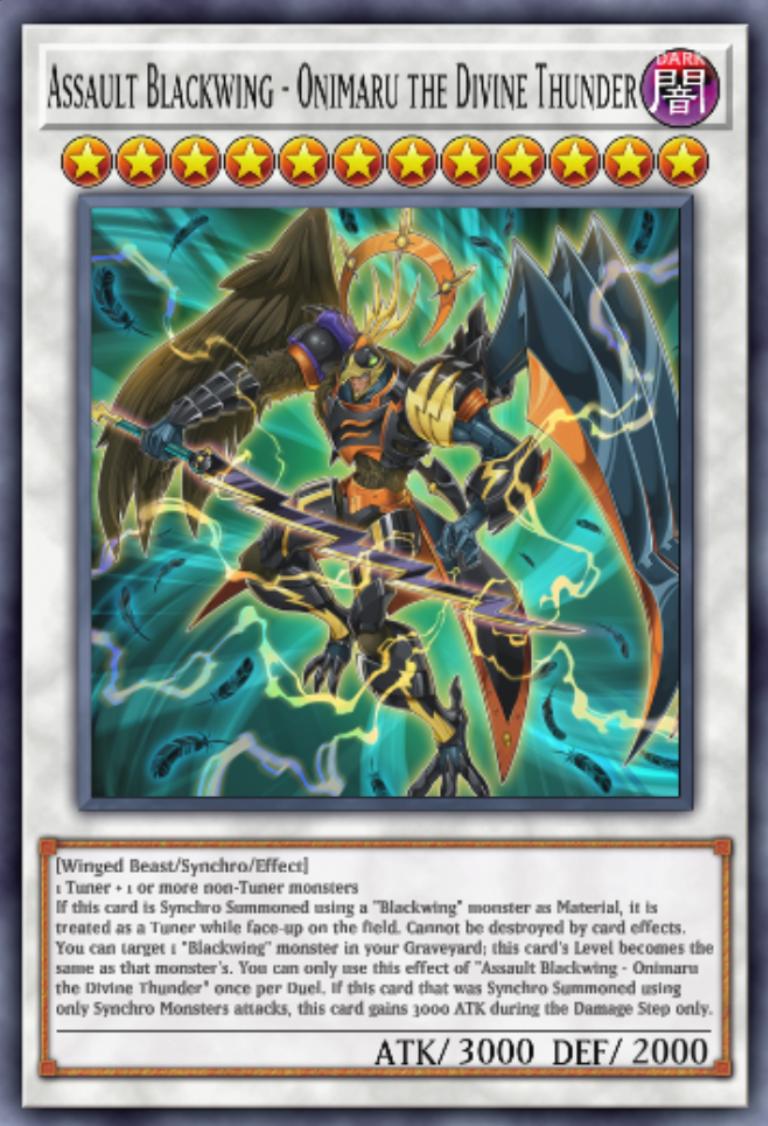 Assault Blackwing - Onimaru the Divine Thunder
DARK
闇
[Winged Beast/Synchro/Effect]
1 Tuner + 1 or more non-Tuner monsters
If this card is Synchro Summoned using a "Blackwing" monster as Material, it is
treated as a Tuner while face-up on the field. Cannot be destroyed by card effects.
You can target 1 "Blackwing" monster in your Graveyard; this card's Level becomes the
same as that monster's. You can only use this effect of "Assault Blackwing - Onimaru
the Divine Thunder" once per Duel. If this card that was Synchro Summoned using
only Synchro Monsters attacks, this card gains 3000 ATK during the Damage Step only.
ATK/ 3000 DEF/ 2000